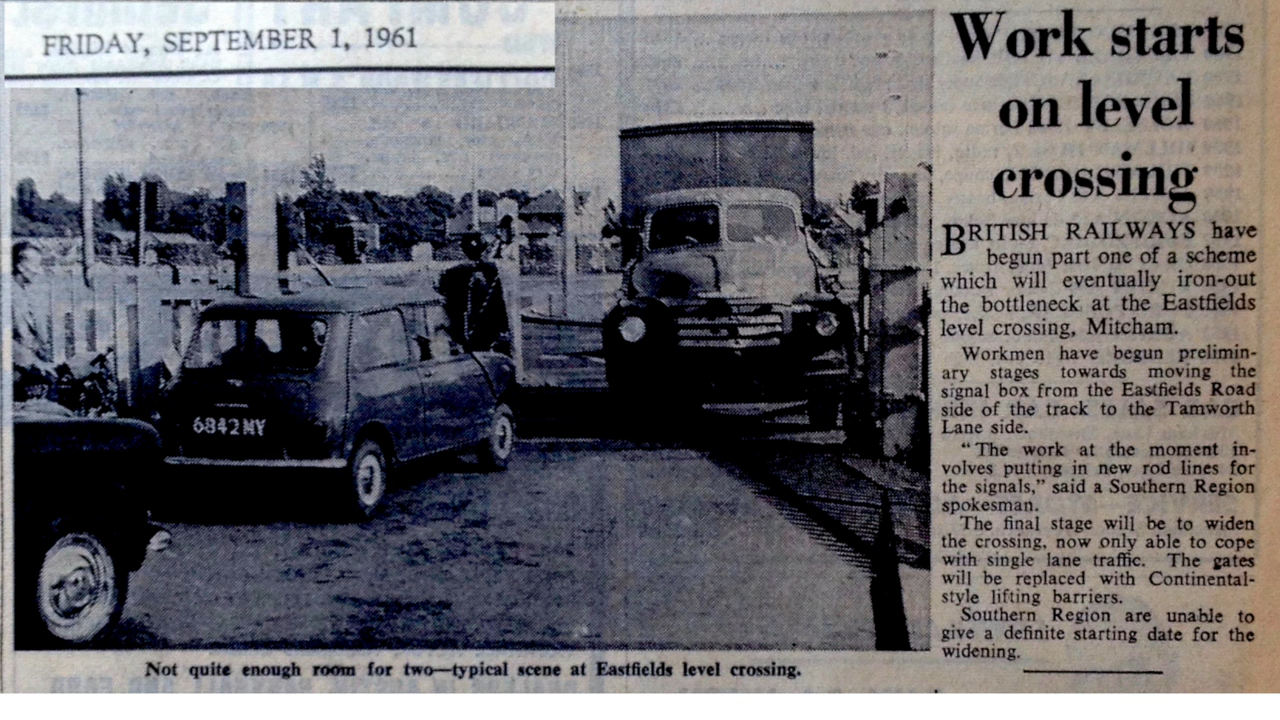 FRIDAY, SEPTEMBER 1, 1961
6842 MY
Not quite enough room for two—typical scene at Eastfields level crossing.
Work starts
on level
crossing
BRITISH RAILWAYS have
begun part one of a scheme
which will eventually iron-out
the bottleneck at the Eastfields
level crossing, Mitcham.
Workmen have begun prelimin-
ary stages towards moving the
signal box from the Eastfields Road
side of the track to the Tamworth
Lane side.
“The work at the moment in-
volves putting in new rod lines for
the signals,” said a Southern Region
spokesman.
The final stage will be to widen
the crossing, now only able to cope
with single lane traffic. The gates
will be replaced with Continental-
style lifting barriers.
Southern Region are unable to
give a definite starting date for the
widening.